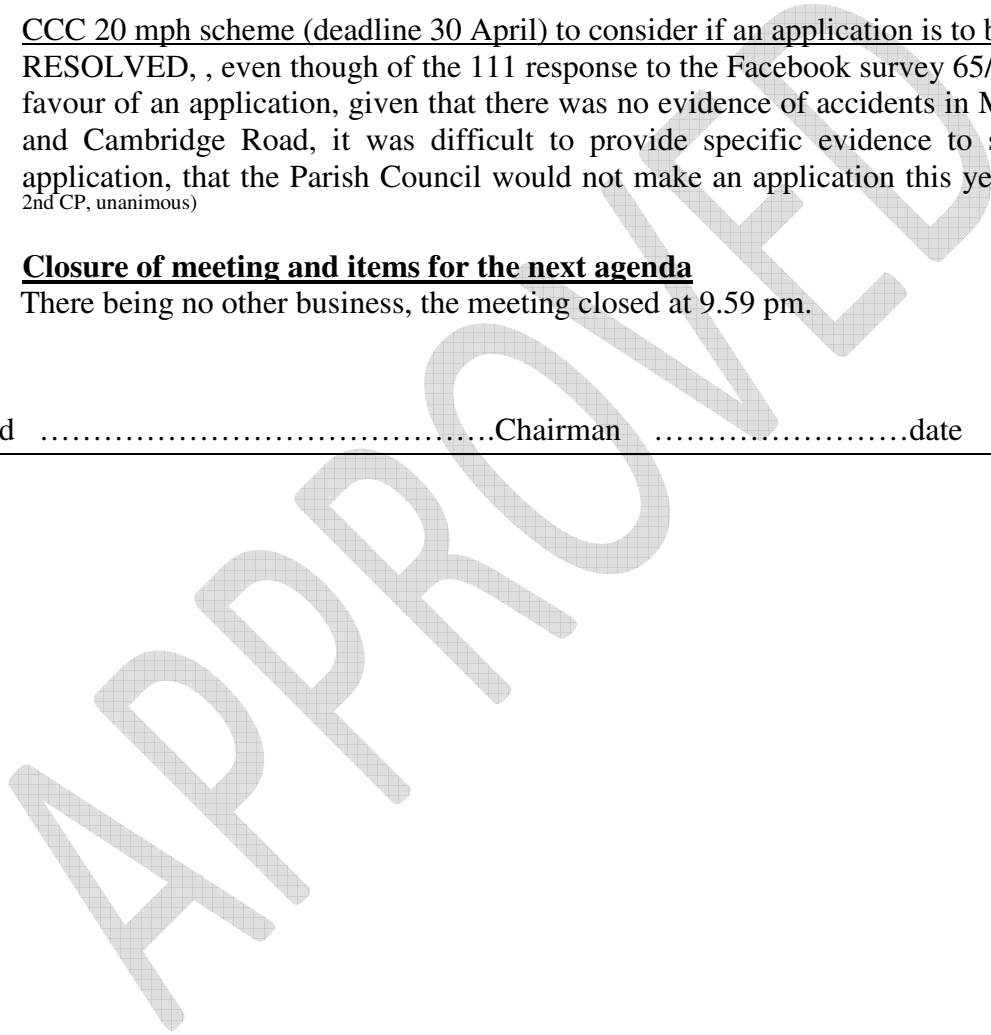 CCC 20 mph scheme (deadline 30 April) to consider if an application is to b
RESOLVED, , even though of the 111 response to the Facebook survey 65/
favour of an application, given that there was no evidence of accidents in M
and Cambridge Road, it was difficult to provide specific evidence to s
application, that the Parish Council would not make an application this ye
2nd CP, unanimous)
Closure of meeting and items for the next agenda
There being no other business, the meeting closed at 9.59 pm.
d …………………………………….Chairman ……………………date
APPROVED